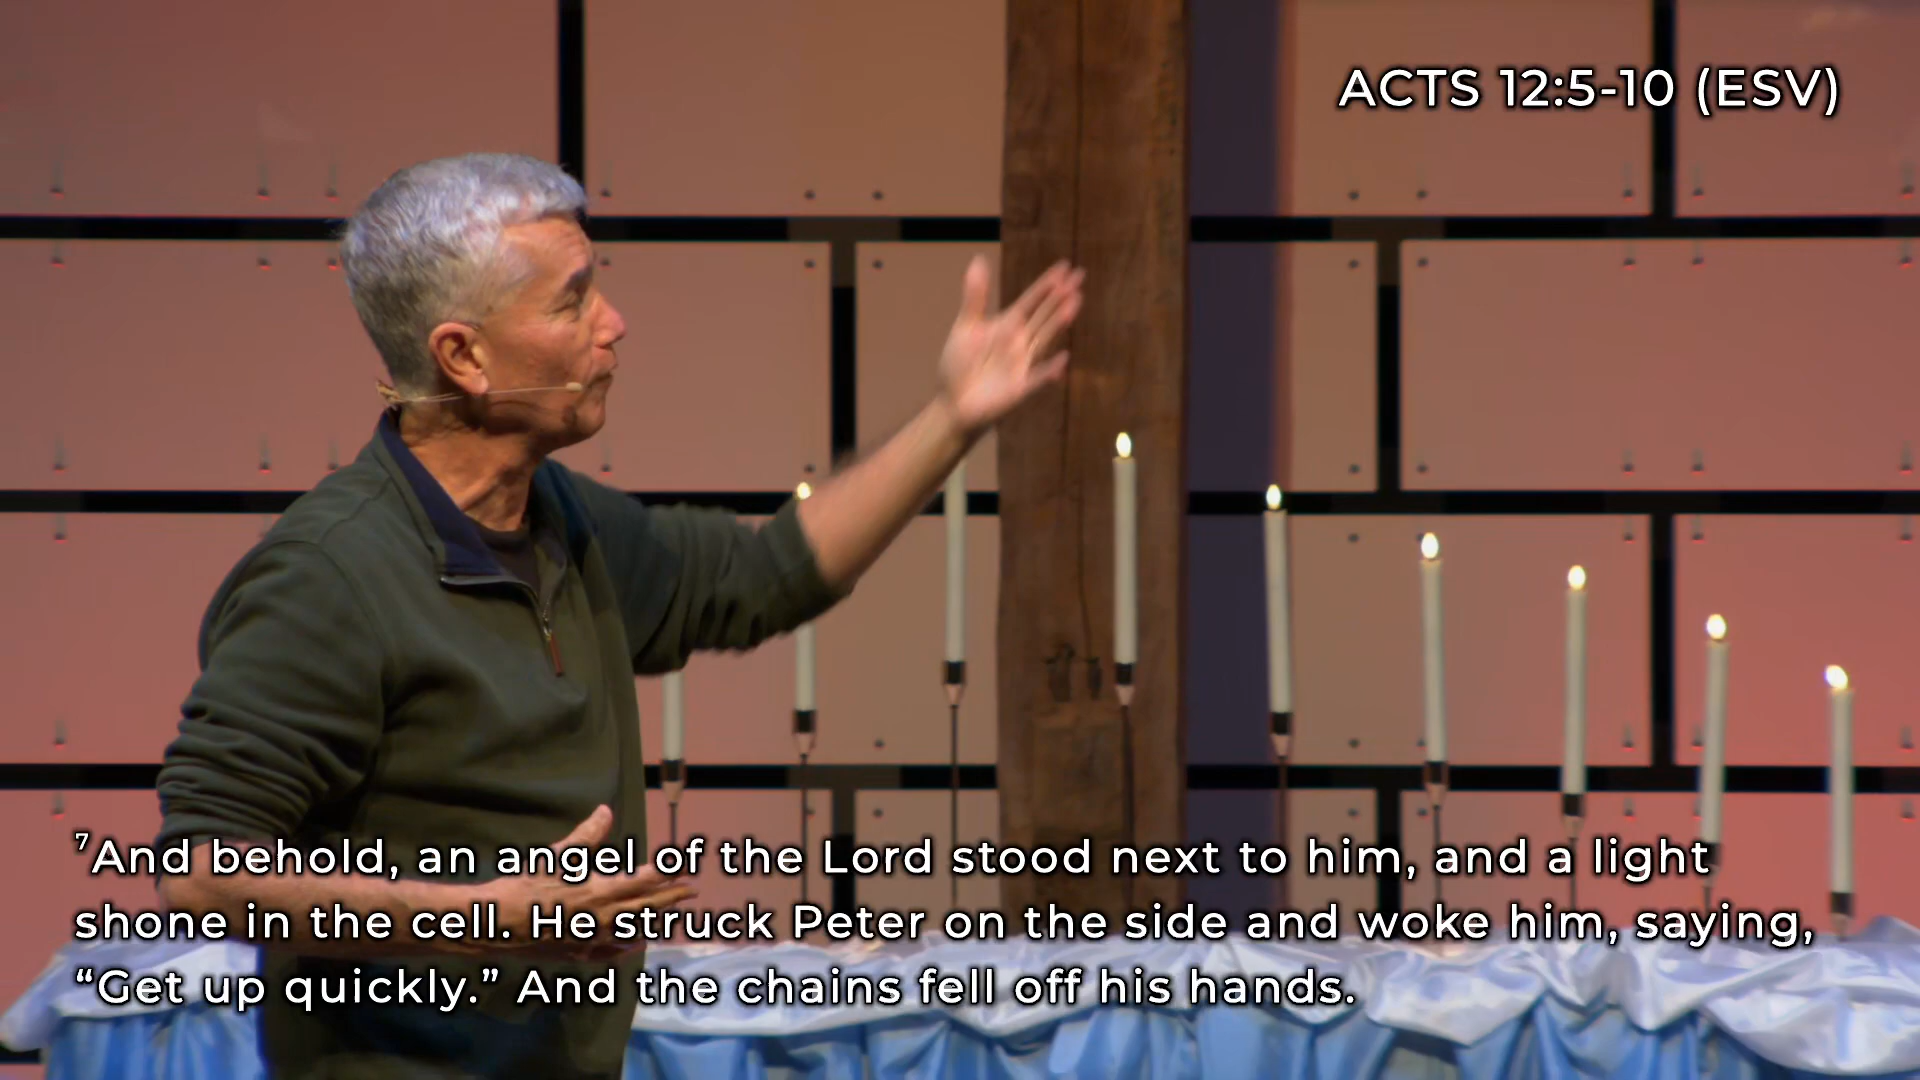 ACTS 12:5-10 (ESV)
⁷And behold, an angel of the Lord stood next to him, and a light
shone in the cell. He struck Peter on the side and woke him, saying,
“Get up quickly.” And the chains fell off his hands.